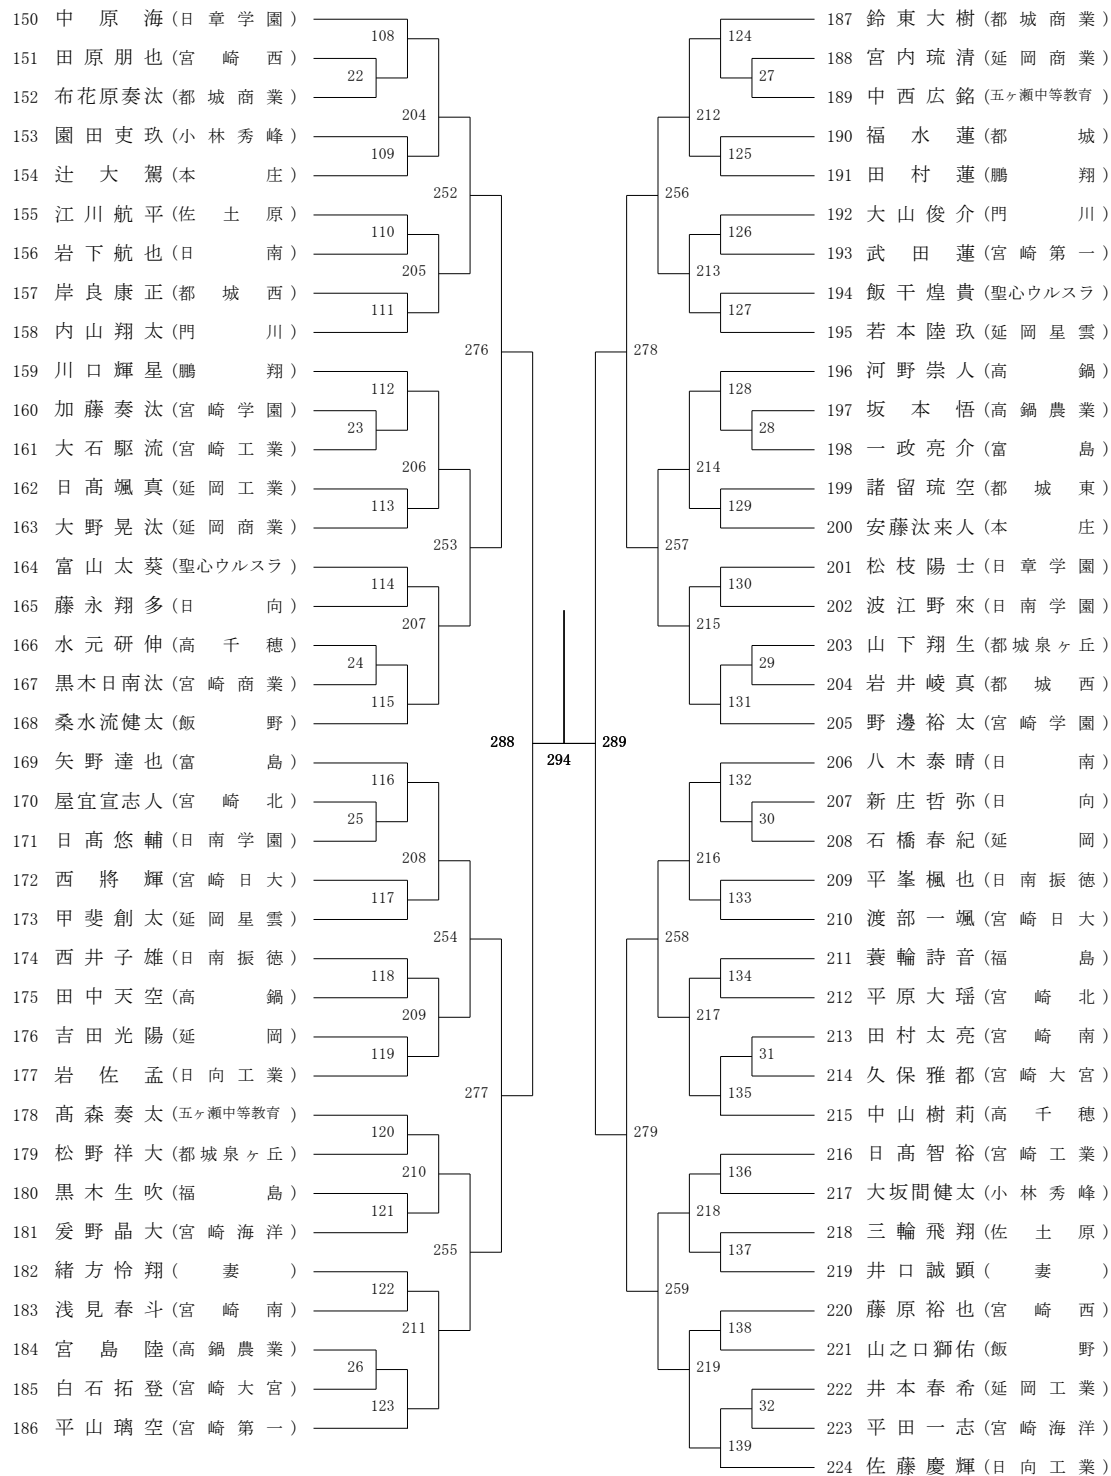 150 中原海(日章学園)
151 田原朋也(宮崎西)
152 布花原奏汰(都城商業)
153 園田吏玖(小林秀峰)
154 辻大駕(本庄)
155 江川航平(佐土原)
156 岩下航也(日南)
157 岸良康正(都城西)
158 内山翔太(門川)
159 川口輝星(鵬翔)
160 加藤奏汰(宮崎学園)
161 大石駆流(宮崎工業)
162 日髙颯真(延岡工業)
163 大野晃汰(延岡商業)
164 富山太葵(聖心ウルスラ)
165 藤永翔多(日向)
166 水元研伸(高千穂)
167 黒木日南汰(宮崎商業)
168 桑水流健太(飯野)
169 矢野達也(富島)
170 屋宜宣志人(宮崎北)
171 日髙悠輔(日南学園)
172 西將輝(宮崎日大)
173 甲斐創太(延岡星雲)
174 西井子雄(日南振徳)
175 田中天空(高鍋)
176 吉田光陽(延岡)
177 岩佐孟(日向工業)
178 髙森奏太(五ヶ瀬中等教育)
179 松野祥大(都城泉ヶ丘)
180 黒木生吹(福島)
181 爰野晶大(宮崎海洋)
182 緒方怜翔(妻)
183 浅見春斗(宮崎南)
184 宮島陸(高鍋農業)
185 白石拓登(宮崎大宮)
186 平山璃空(宮崎第一)
108
22
204
109
252
110
205
111
276
112
23
206
113
253
114
207
24
115
288
116
25
208
117
254
118
209
119
277
120
210
121
255
122
211
26
123
294
187 鈴東大樹(都城商業)
188 宮内琉清(延岡商業)
189 中西広銘(五ヶ瀬中等教育)
190 福水蓮(都城)
191 田村蓮(鵬翔)
192 大山俊介(門川)
193 武田蓮(宮崎第一)
194 飯干煌貴(聖心ウルスラ)
195 若本陸玖(延岡星雲)
196 河野崇人(高鍋)
197 坂本悟(高鍋農業)
198 一政亮介(富島)
199 諸留琉空(都城東)
200 安藤汰来人(本庄)
201 松枝陽士(日章学園)
202 波江野來(日南学園)
203 山下翔生(都城泉ヶ丘)
204 岩井崚真(都城西)
205 野邊裕太(宮崎学園)
206 八木泰晴(日南)
207 新庄哲弥(日向)
208 石橋春紀(延岡)
209 平峯楓也(日南振徳)
210 渡部一颯(宮崎日大)
211 蓑輪詩音(福島)
212 平原大瑶(宮崎北)
213 田村太亮(宮崎南)
214 久保雅都(宮崎大宮)
215 中山樹莉(高千穂)
216 日髙智裕(宮崎工業)
217 大坂間健太(小林秀峰)
218 三輪飛翔(佐土原)
219 井口誠顕(妻)
220 藤原裕也(宮崎西)
221 山之口獅佑(飯野)
222 井本春希(延岡工業)
223 平田一志(宮崎海洋)
224 佐藤慶輝(日向工業)
124
27
212
125
256
126
213
127
278
128
28
214
129
257
130
215
29
131
289
132
30
216
133
258
134
217
31
135
279
136
218
137
259
138
219
32
139